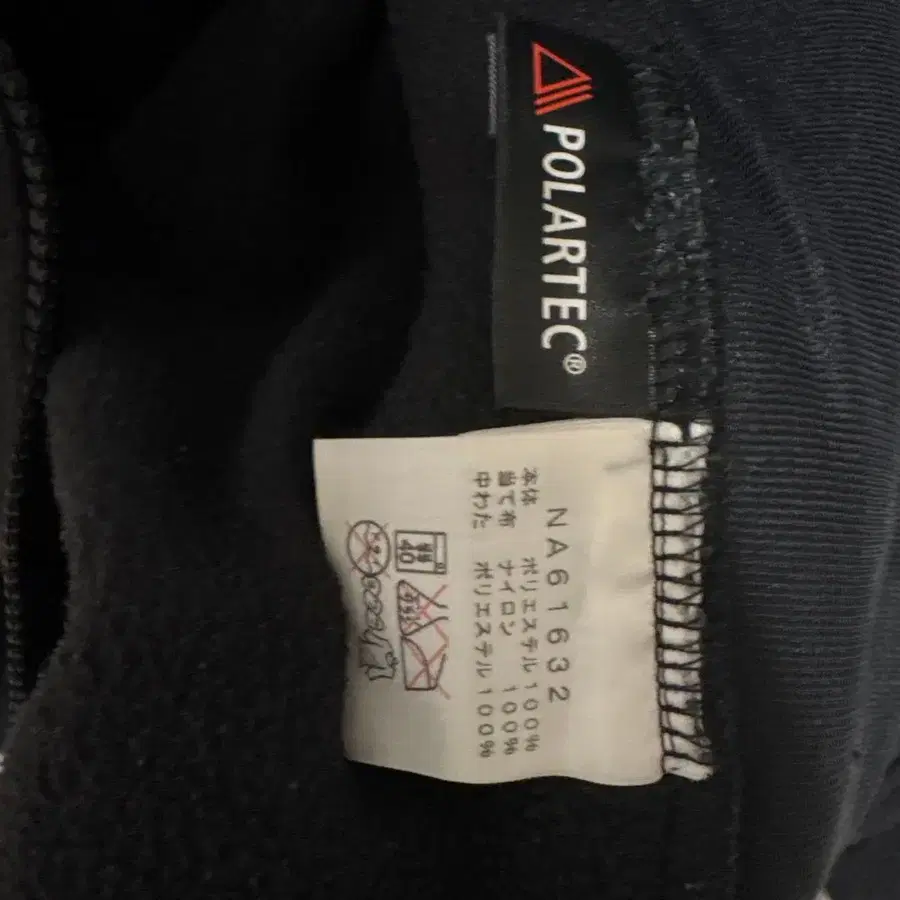 POLARTEC®
NA61632
本体 ポリエステル100%
当て布 ナイロン 100%
中わた ポリエステル100%
40